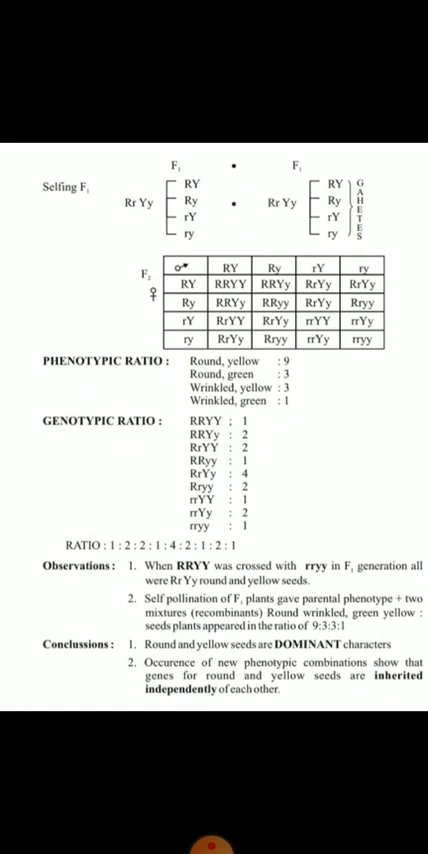 F₁ • F₁
Selfing F₁
RY RY
Rr Yy Ry • Rr Yy Ry
rY rY
ry ry
GAHETES
F₂ ♂ RY Ry rY ry
♀ RY RRYY RRYy RrYy RrYy
Ry RRYy RRyy RrYy Rryy
rY RrYY RrYy rrYY rrYy
ry RrYy Rryy rrYy rryy
PHENOTYPIC RATIO : Round, yellow : 9
Round, green : 3
Wrinkled, yellow : 3
Wrinkled, green : 1
GENOTYPIC RATIO : RRYY ; 1
RRYy : 2
RrYY : 2
RRyy : 1
RrYy : 4
Rryy : 2
rrYY : 1
rrYy : 2
rryy : 1
RATIO : 1 : 2 : 2 : 1 : 4 : 2 : 1 : 2 : 1
Observations : 1. When RRYY was crossed with rryy in F₁ generation all
were Rr Yy round and yellow seeds.
2. Self pollination of F₁ plants gave parental phenotype + two
mixtures (recombinants) Round wrinkled, green yellow :
seeds plants appeared in the ratio of 9:3:3:1
Conclussions : 1. Round and yellow seeds are DOMINANT characters
2. Occurence of new phenotypic combinations show that
genes for round and yellow seeds are inherited
independently of each other.